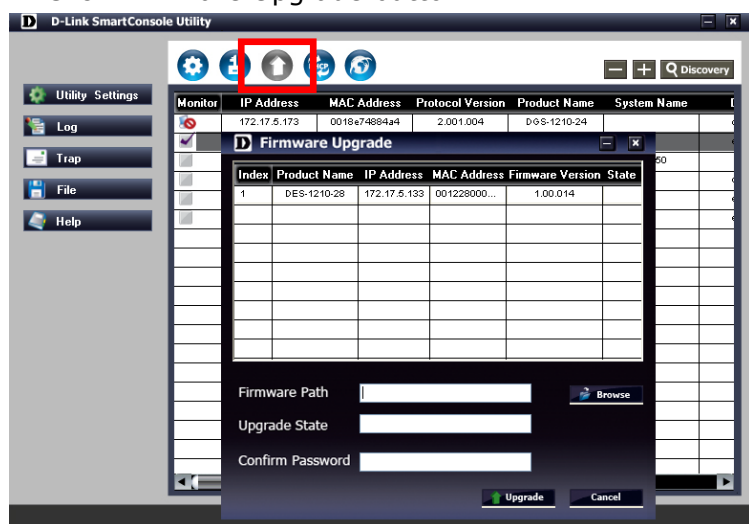 D-Link SmartConsole Utility
Discovery
Utility Settings
Log
Trap
File
Help
Monitor IP Address MAC Address Protocol Version Product Name System Name
172.17.5.173 0018e74884a4 2.001.004 DGS-1210-24
50
Firmware Upgrade
Index Product Name IP Address MAC Address Firmware Version State
1 DES-1210-28 172.17.5.133 001228000... 1.00.014
Firmware Path
Browse
Upgrade State
Confirm Password
Upgrade Cancel